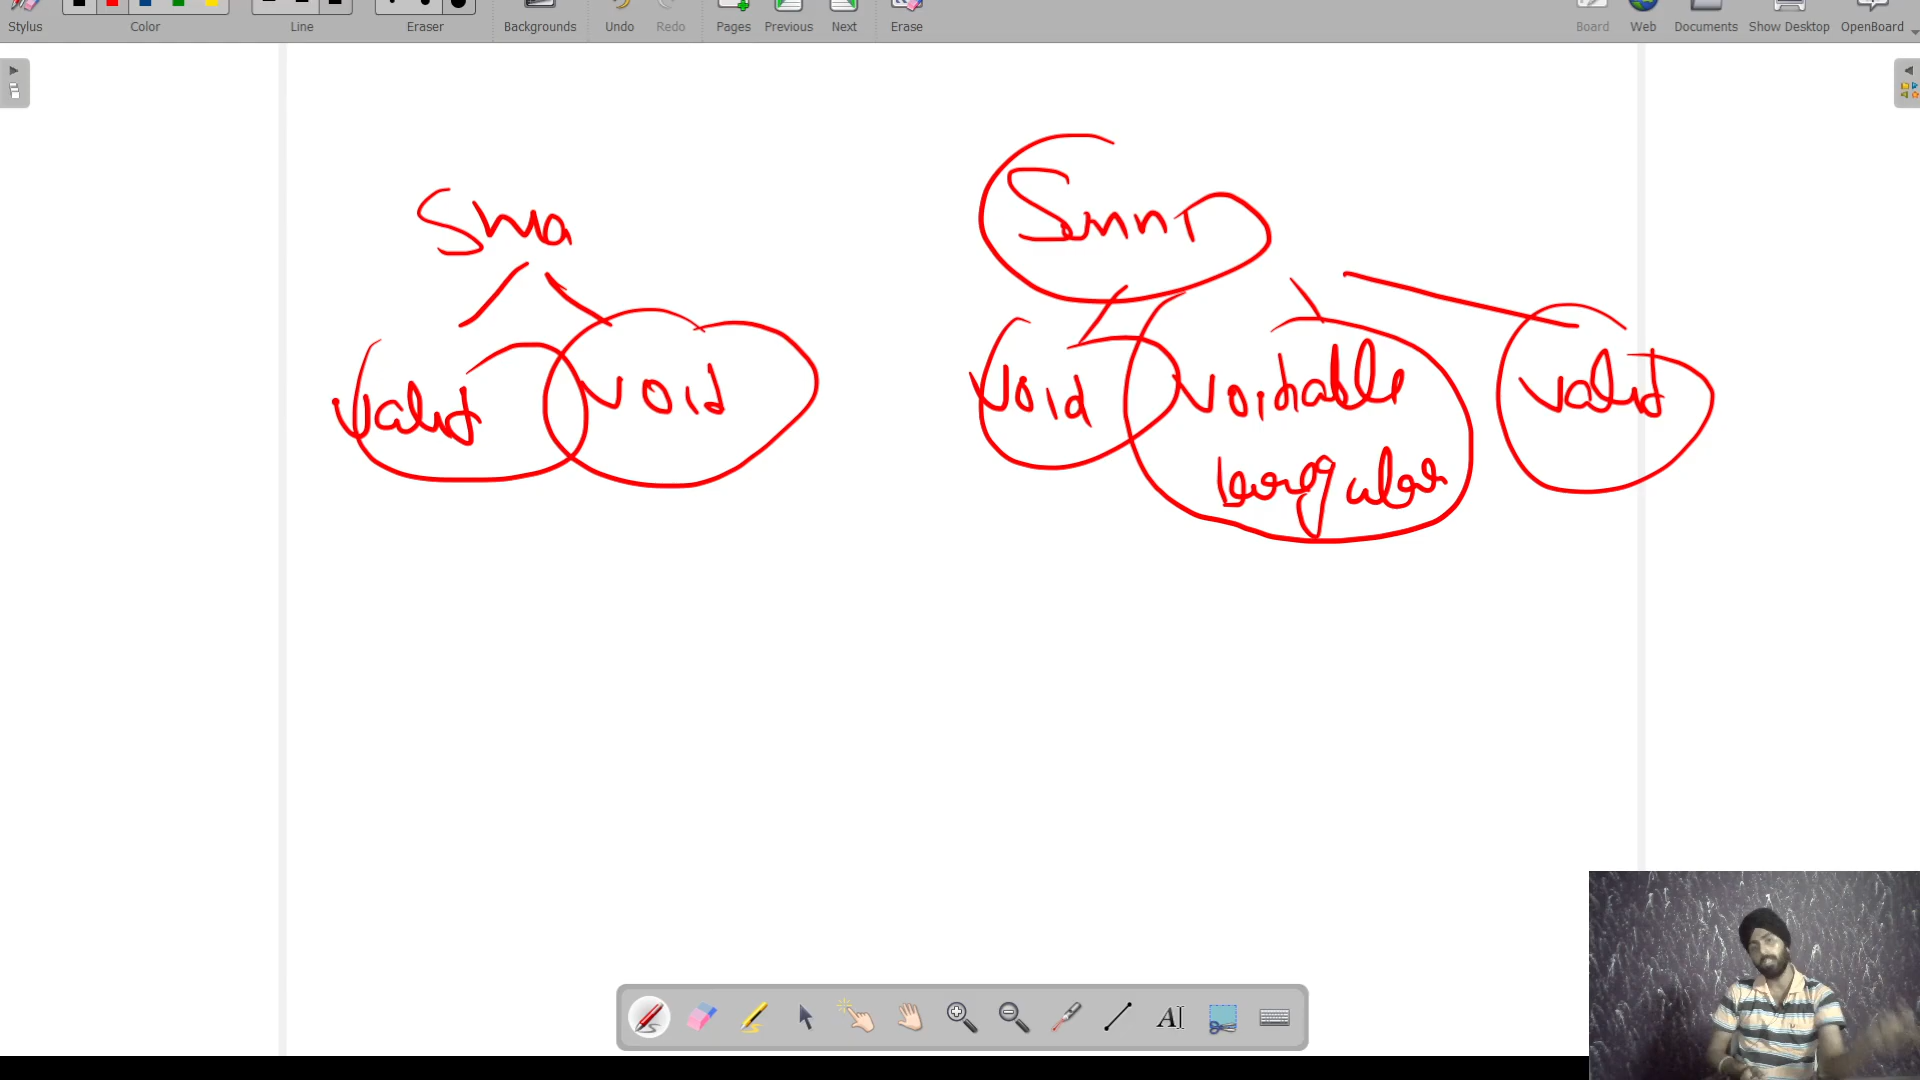 Stylus Color Line Eraser Backgrounds Undo Redo Pages Previous Next Erase Board Web Documents Show Desktop OpenBoard
Shia Sunni
valid void void voidable valid
Irregular